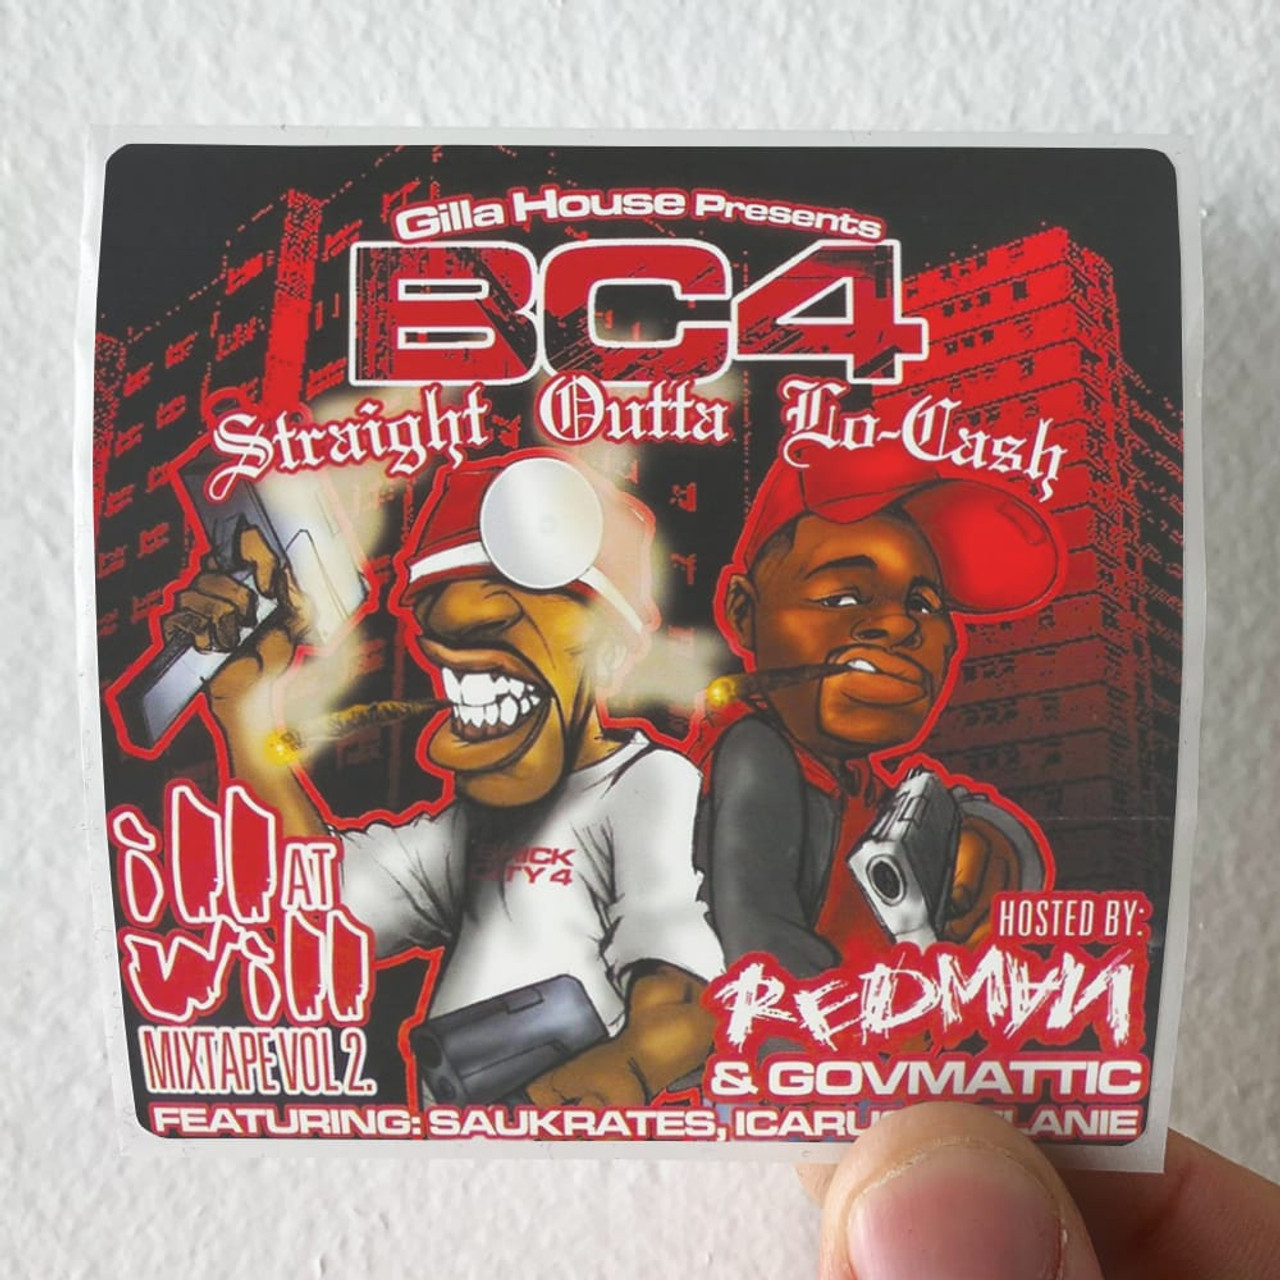 Gilla House Presents
BC4
Straight Outta Lo-Cash
ill AT
will
MIXTAPE VOL 2.
HOSTED BY:
REDMAN
& GOVMATTIC
FEATURING: SAUKRATES,